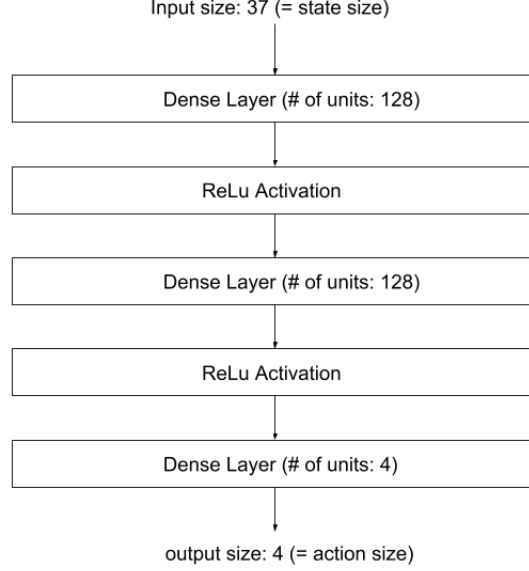 Input size: 37 (= state size)
Dense Layer (# of units: 128)
ReLu Activation
Dense Layer (# of units: 128)
ReLu Activation
Dense Layer (# of units: 4)
output size: 4 (= action size)